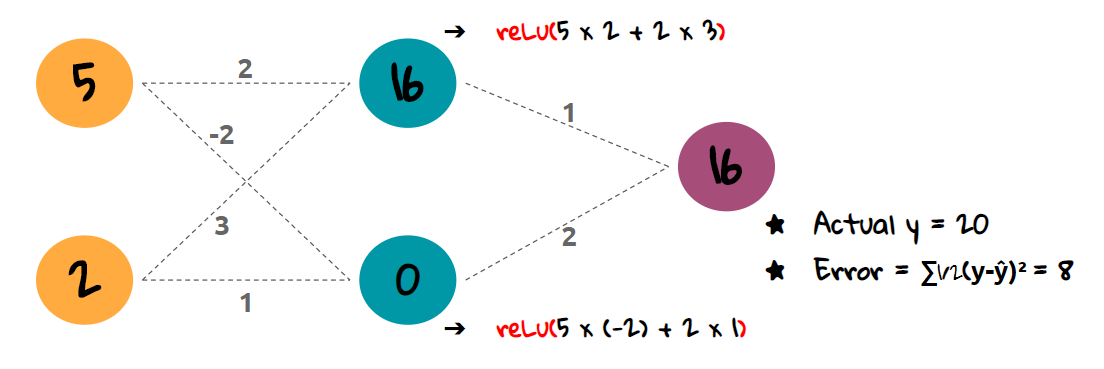 ➔ reLu(5 x 2 + 2 x 3)
5
2
16
1
-2
16
★ Actual y = 20
3
2
★ Error = ∑1/2(y-ŷ)² = 8
2
1
0
➔ reLu(5 x (-2) + 2 x 1)